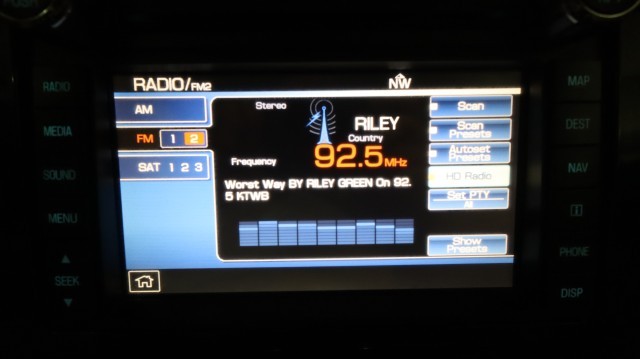 PUSH
RADIO/FM2
NW
RADIO
MEDIA
SOUND
MENU
SEEK
AM
FM 1 2
SAT 1 2 3
Stereo
RILEY
Country
Frequency
92.5 MHz
Worst Way BY RILEY GREEN On 92.
5 KTWB
Scan
Scan
Presets
Autoset
Presets
HD Radio
Set PTY
All
Show
Presets
MAP
DEST
NAV
PHONE
DISP